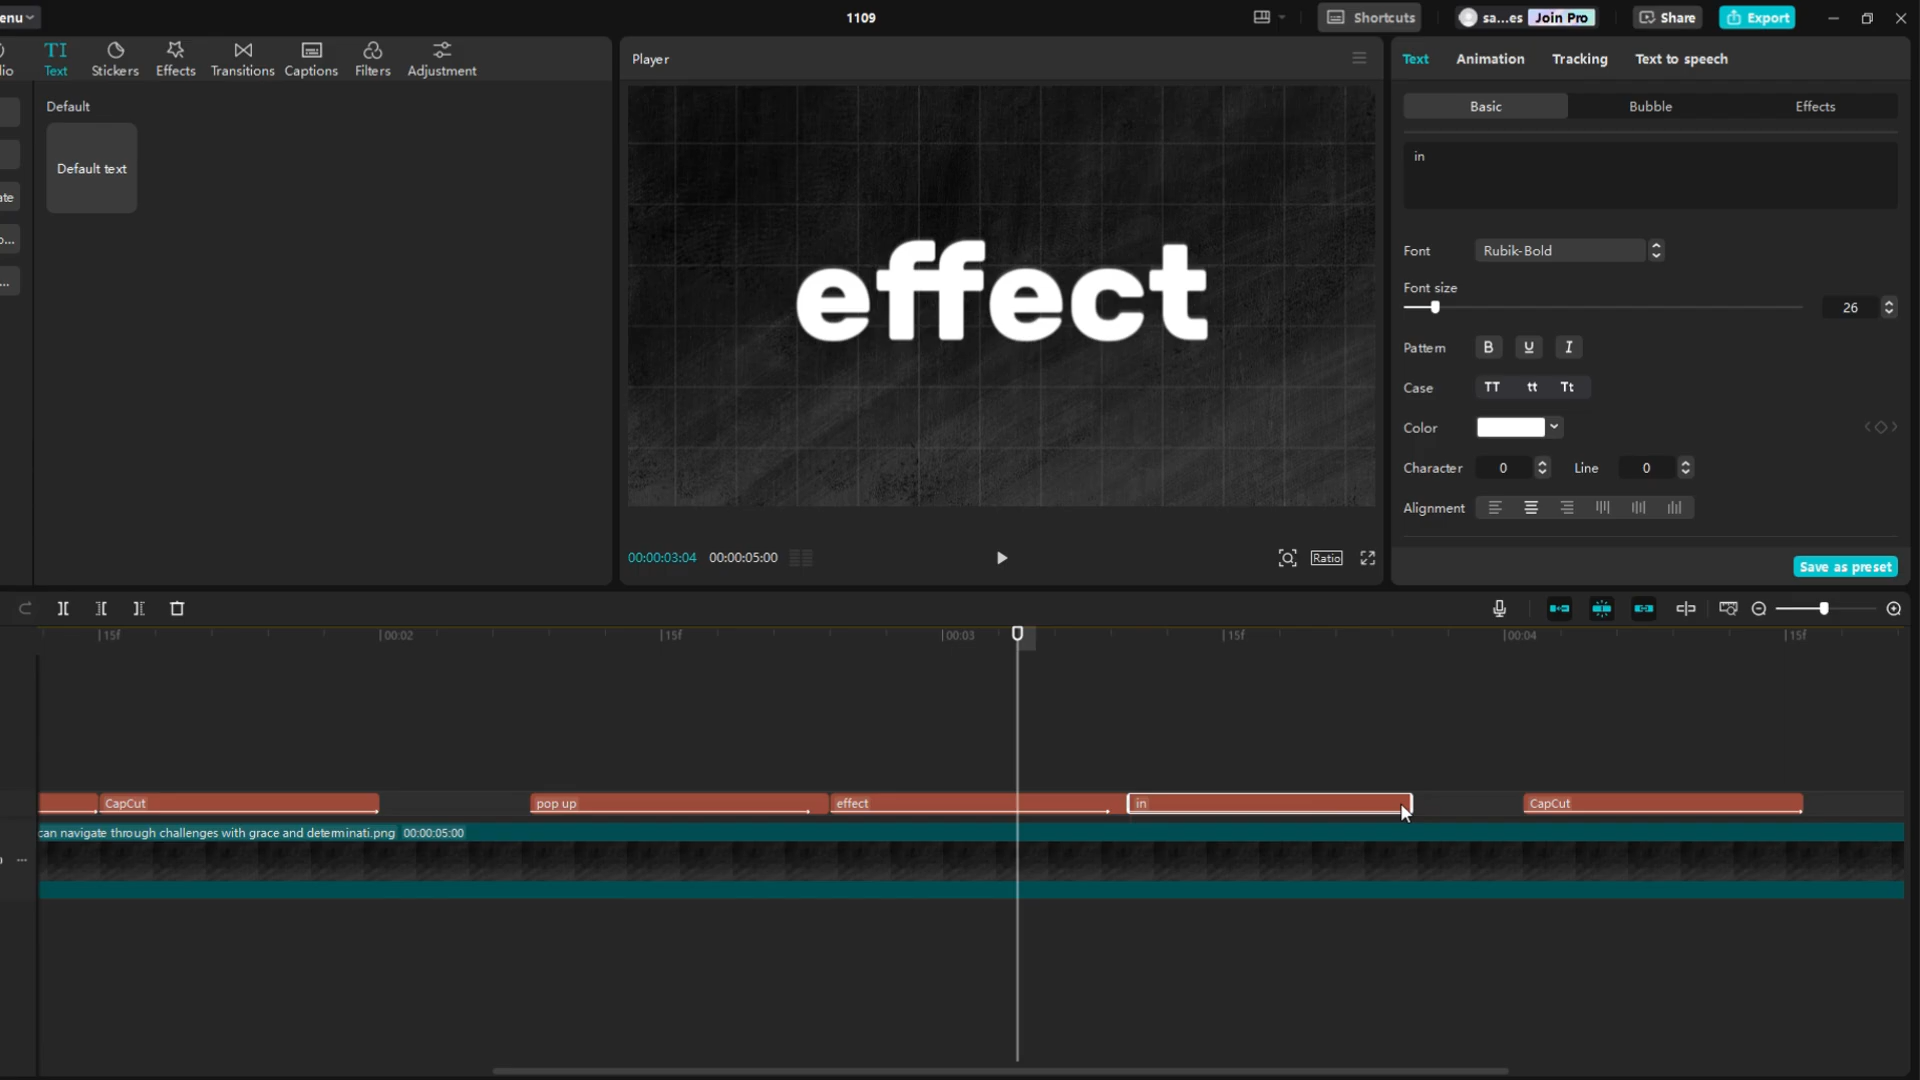 enu
1109
Shortcuts
sa...es Join Pro
Share
Export
io
Text
Stickers
Effects
Transitions
Captions
Filters
Adjustment
ate
o...
...
Default
Default text
Player
effect
00:00:03:04 00:00:05:00
Ratio
Text Animation Tracking Text to speech
Basic Bubble Effects
in
Font Rubik-Bold
Font size
26
Pattern B U I
Case TT tt Tt
Color
Character 0 Line 0
Alignment
Save as preset
15f 00:02 15f 00:03 15f 00:04 15f
CapCut pop up effect in CapCut
can navigate through challenges with grace and determinati.png 00:00:05:00